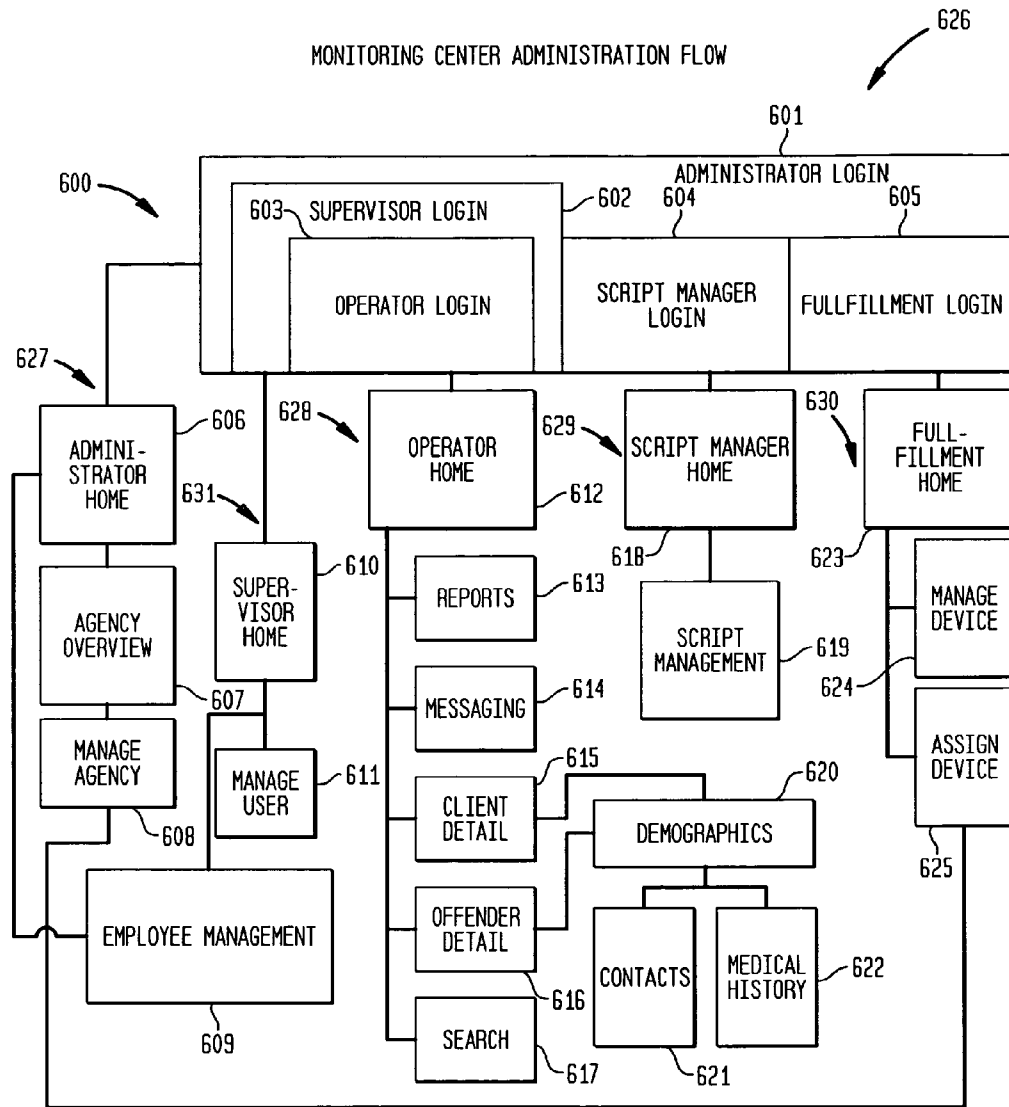 626
MONITORING CENTER ADMINISTRATION FLOW
601
600
ADMINISTRATOR LOGIN
SUPERVISOR LOGIN
602
603
604
605
OPERATOR LOGIN
SCRIPT MANAGER
LOGIN
FULLFILLMENT LOGIN
627
606
628
629
630
ADMINI-
STRATOR
HOME
OPERATOR
HOME
SCRIPT MANAGER
HOME
FULL-
FILLMENT
HOME
631
612
618
623
610
SUPER-
VISOR
HOME
AGENCY
OVERVIEW
607
REPORTS
613
SCRIPT
MANAGEMENT
619
MANAGE
DEVICE
624
MESSAGING
614
MANAGE
AGENCY
608
MANAGE
USER
611
615
CLIENT
DETAIL
620
DEMOGRAPHICS
ASSIGN
DEVICE
625
EMPLOYEE MANAGEMENT
609
OFFENDER
DETAIL
616
CONTACTS
621
MEDICAL
HISTORY
622
SEARCH
617